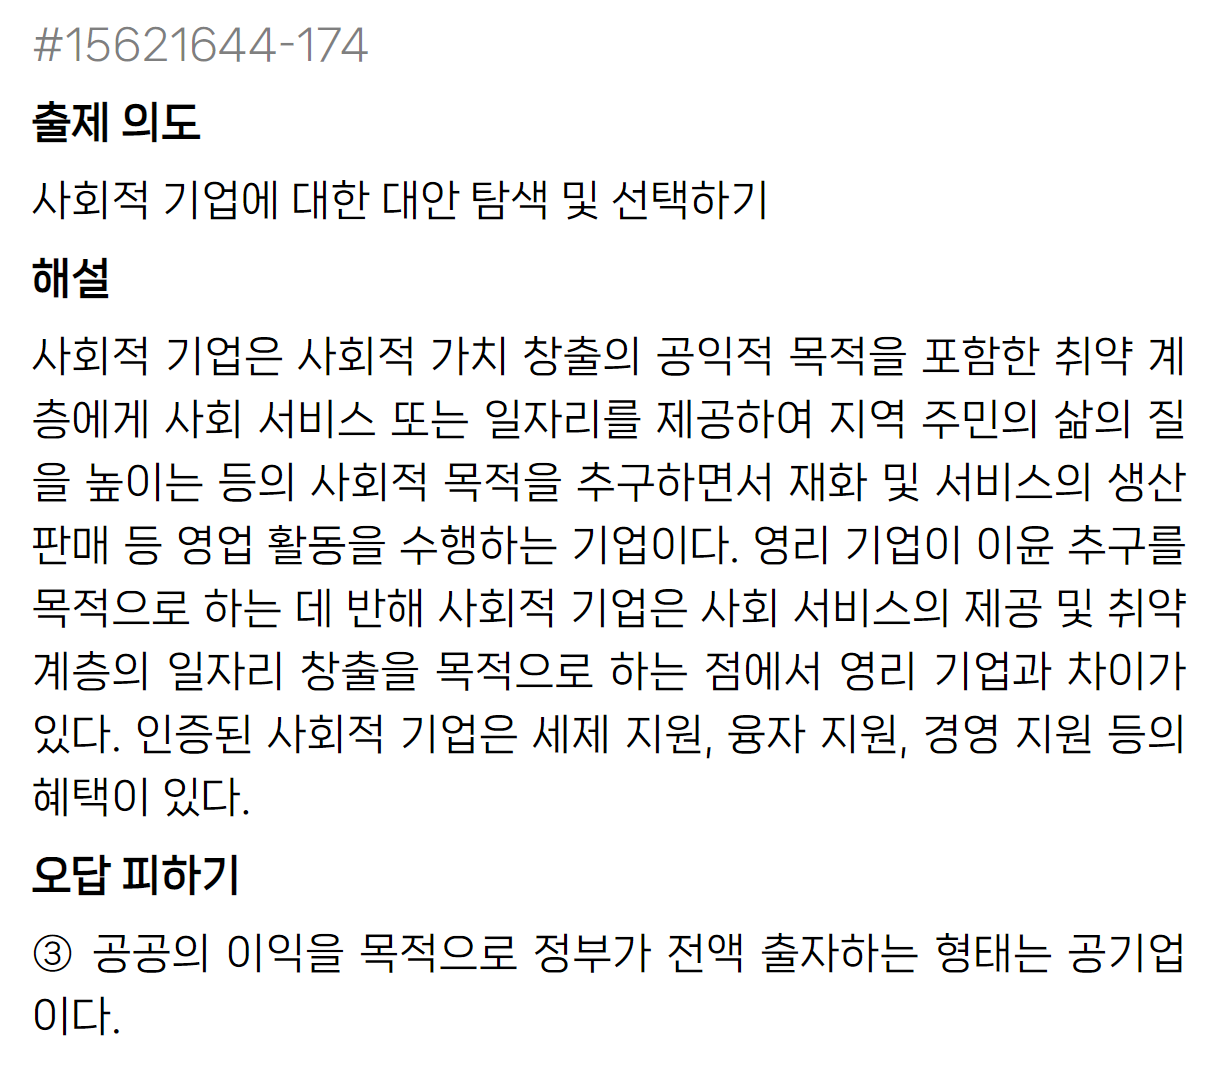 #15621644-174
출제 의도
사회적 기업에 대한 대안 탐색 및 선택하기
해설
사회적 기업은 사회적 가치 창출의 공익적 목적을 포함한 취약 계
층에게 사회 서비스 또는 일자리를 제공하여 지역 주민의 삶의 질
을 높이는 등의 사회적 목적을 추구하면서 재화 및 서비스의 생산
판매 등 영업 활동을 수행하는 기업이다. 영리 기업이 이윤 추구를
목적으로 하는 데 반해 사회적 기업은 사회 서비스의 제공 및 취약
계층의 일자리 창출을 목적으로 하는 점에서 영리 기업과 차이가
있다. 인증된 사회적 기업은 세제 지원, 융자 지원, 경영 지원 등의
혜택이 있다.
오답 피하기
③ 공공의 이익을 목적으로 정부가 전액 출자하는 형태는 공기업
이다.